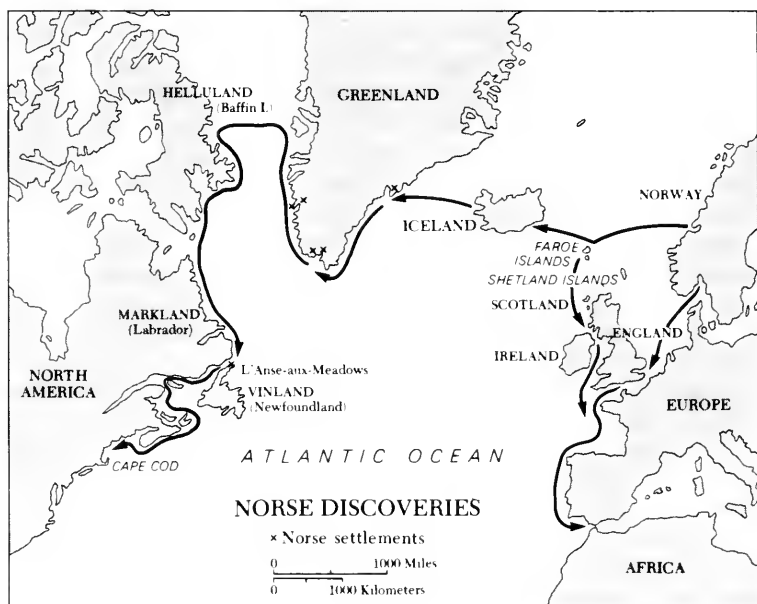 HELLULAND
(Baffin I.)
GREENLAND
NORWAY
ICELAND
FAROE
ISLANDS
SHETLAND ISLANDS
SCOTLAND
MARKLAND
(Labrador)
ENGLAND
IRELAND
L'Anse-aux-Meadows
NORTH
AMERICA
VINLAND
(Newfoundland)
EUROPE
CAPE COD
ATLANTIC OCEAN
NORSE DISCOVERIES
× Norse settlements
0 1000 Miles
0 1000 Kilometers
AFRICA